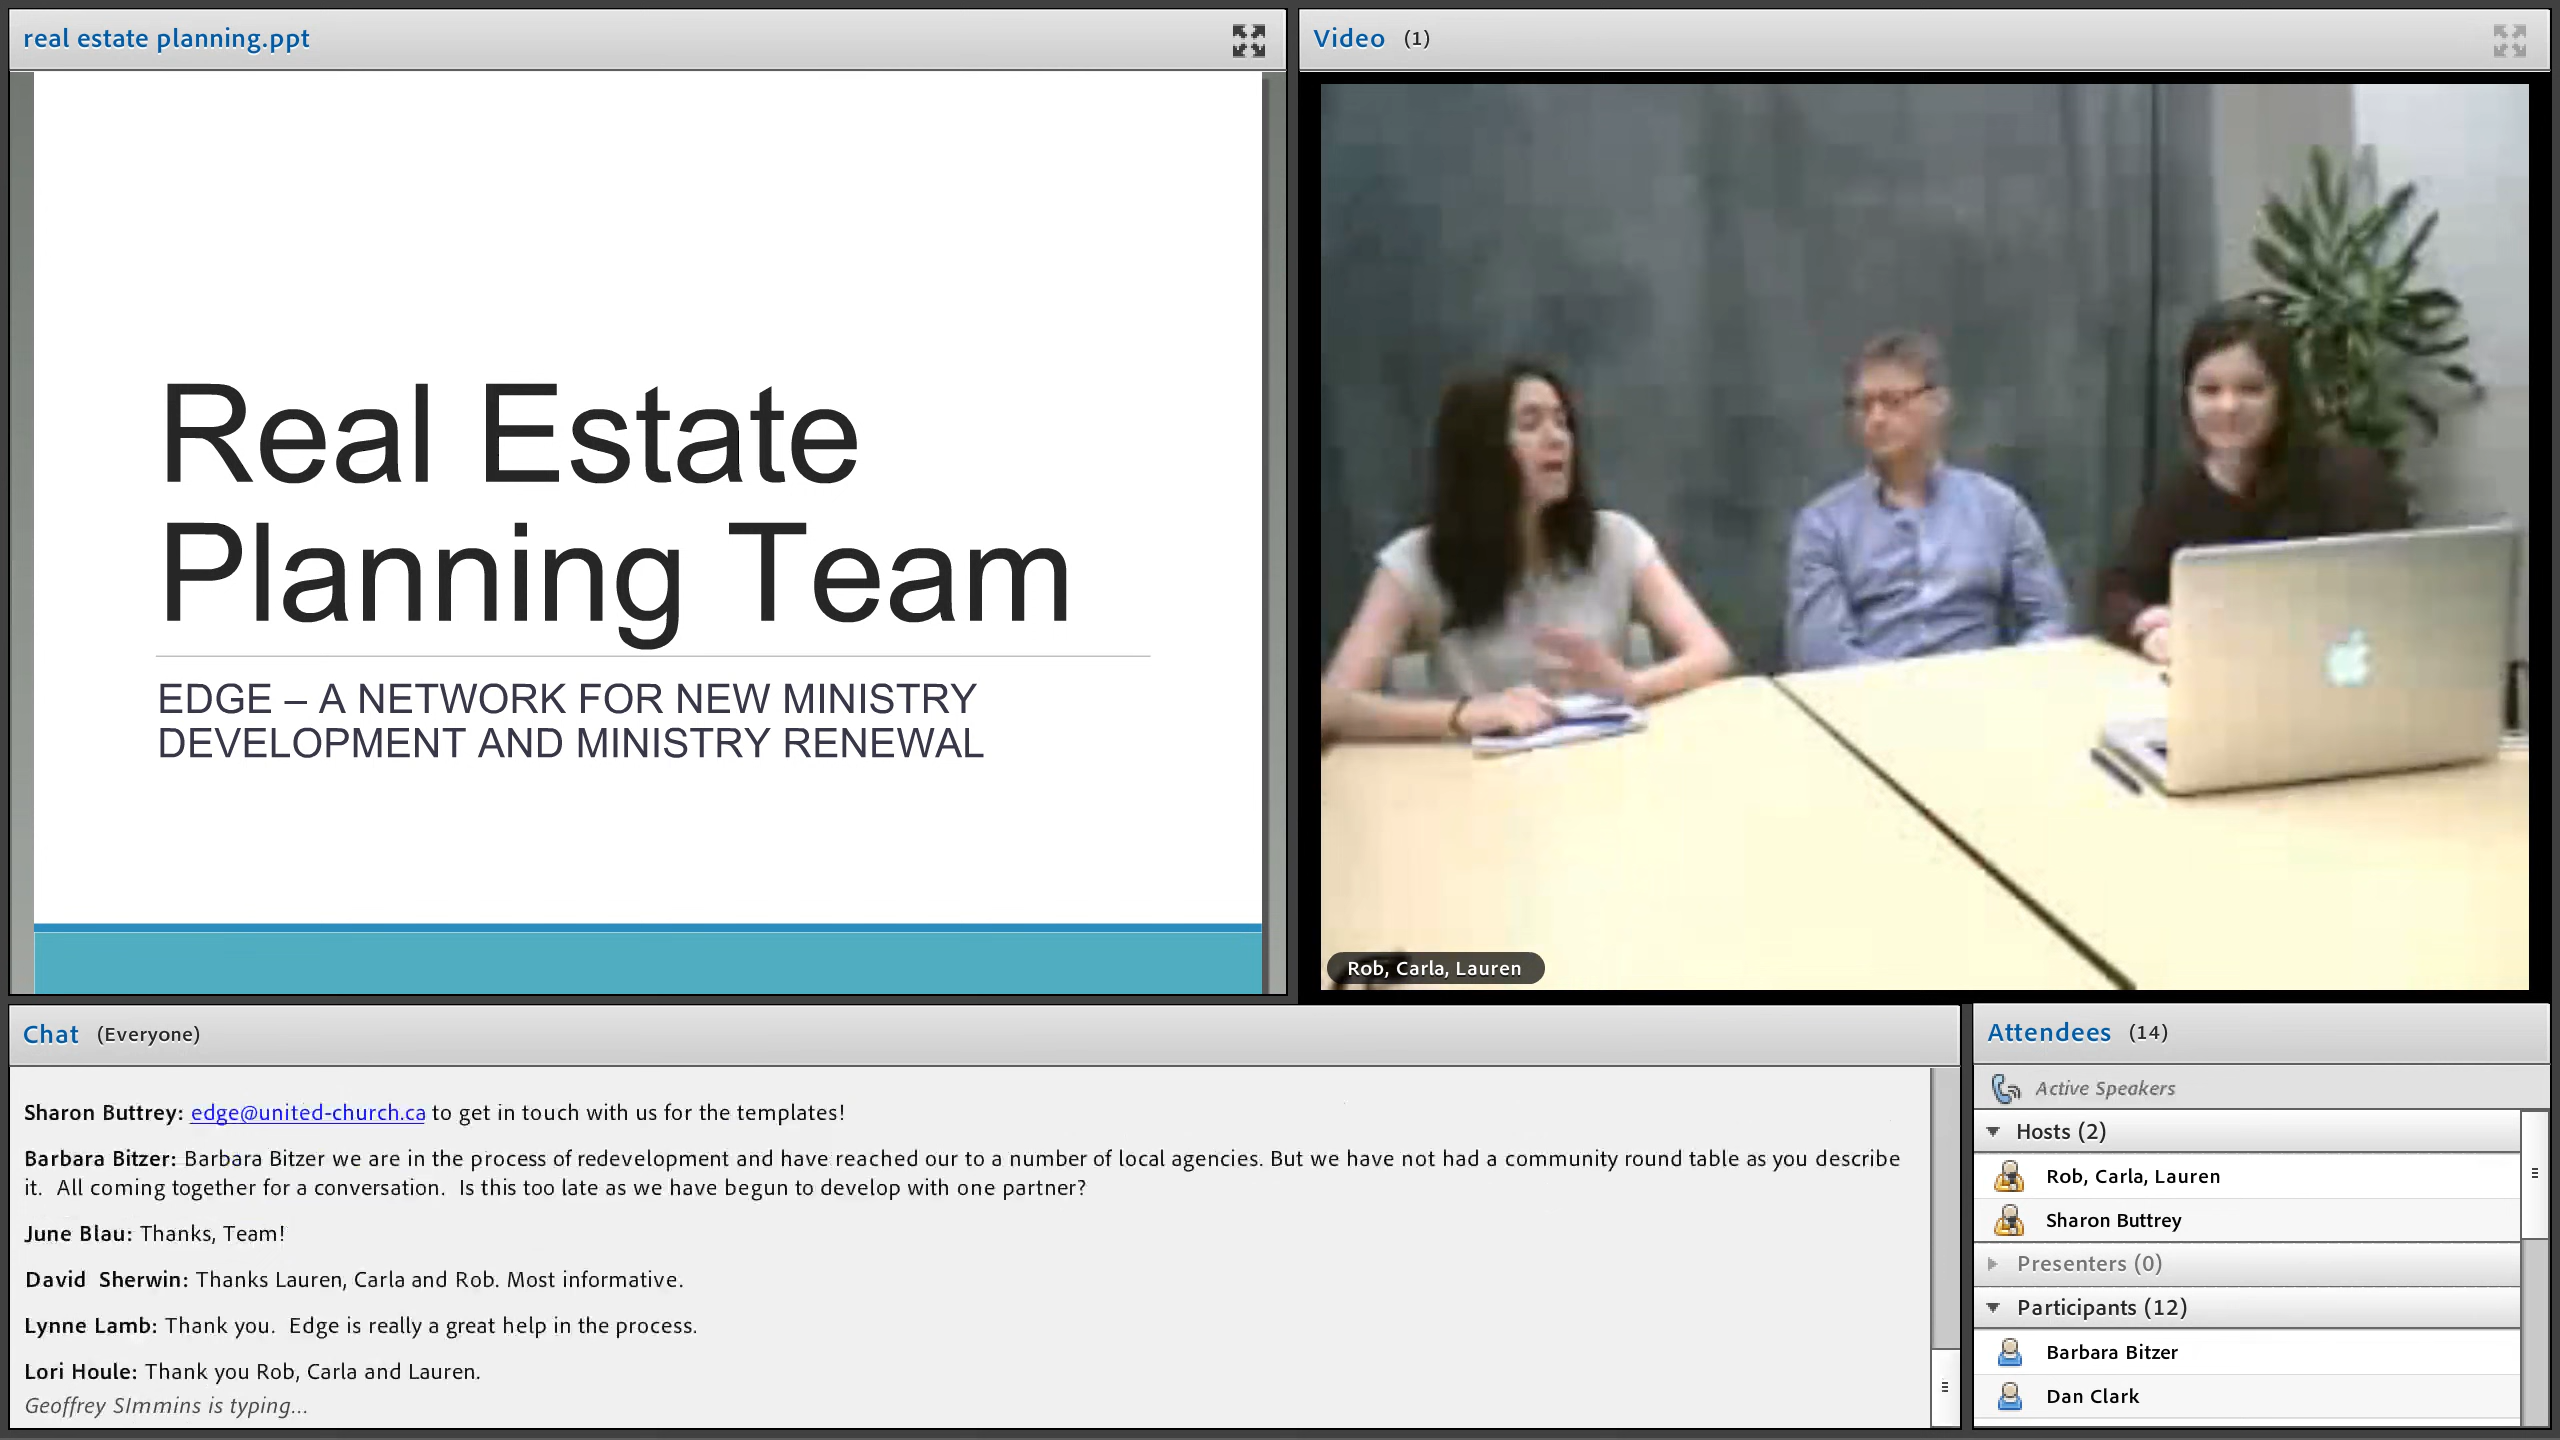 real estate planning.ppt
Real Estate
Planning Team
EDGE – A NETWORK FOR NEW MINISTRY
DEVELOPMENT AND MINISTRY RENEWAL
Video (1)
Rob, Carla, Lauren
Chat (Everyone)
Sharon Buttrey: edge@united-church.ca to get in touch with us for the templates!
Barbara Bitzer: Barbara Bitzer we are in the process of redevelopment and have reached our to a number of local agencies. But we have not had a community round table as you describe
it.  All coming together for a conversation.  Is this too late as we have begun to develop with one partner?
June Blau: Thanks, Team!
David  Sherwin: Thanks Lauren, Carla and Rob. Most informative.
Lynne Lamb: Thank you.  Edge is really a great help in the process.
Lori Houle: Thank you Rob, Carla and Lauren.
Geoffrey SImmins is typing...
Attendees (14)
Active Speakers
Hosts (2)
Rob, Carla, Lauren
Sharon Buttrey
Presenters (0)
Participants (12)
Barbara Bitzer
Dan Clark